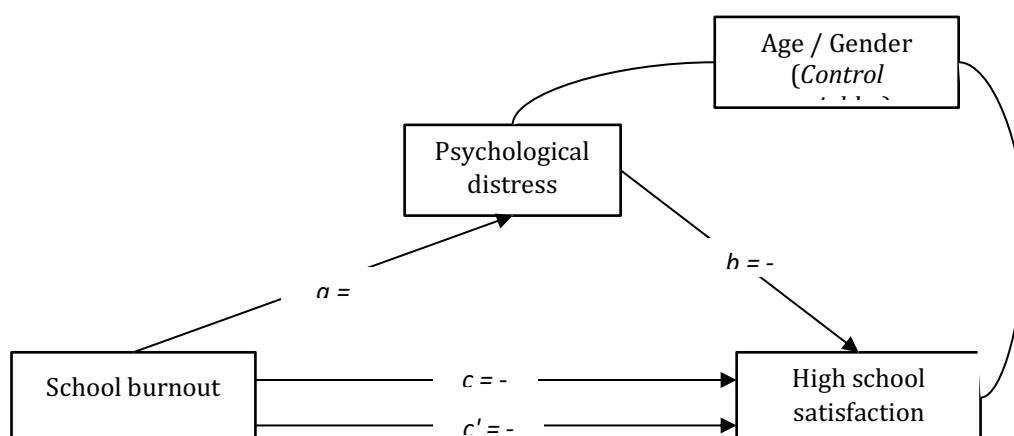 Age / Gender
(Control
Psychological
distress
b = -
a =
School burnout
c = -
High school
satisfaction
c' = -